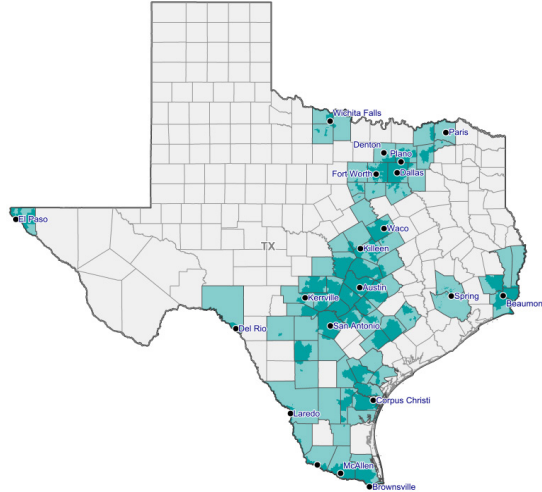 Wichita Falls
Paris
Denton
Plano
Fort Worth
Dallas
El Paso
Waco
TX
Killeen
Austin
Kerrville
Spring
Beaumon
San Antonio
Del Rio
Corpus Christi
Laredo
McAllen
Brownsville